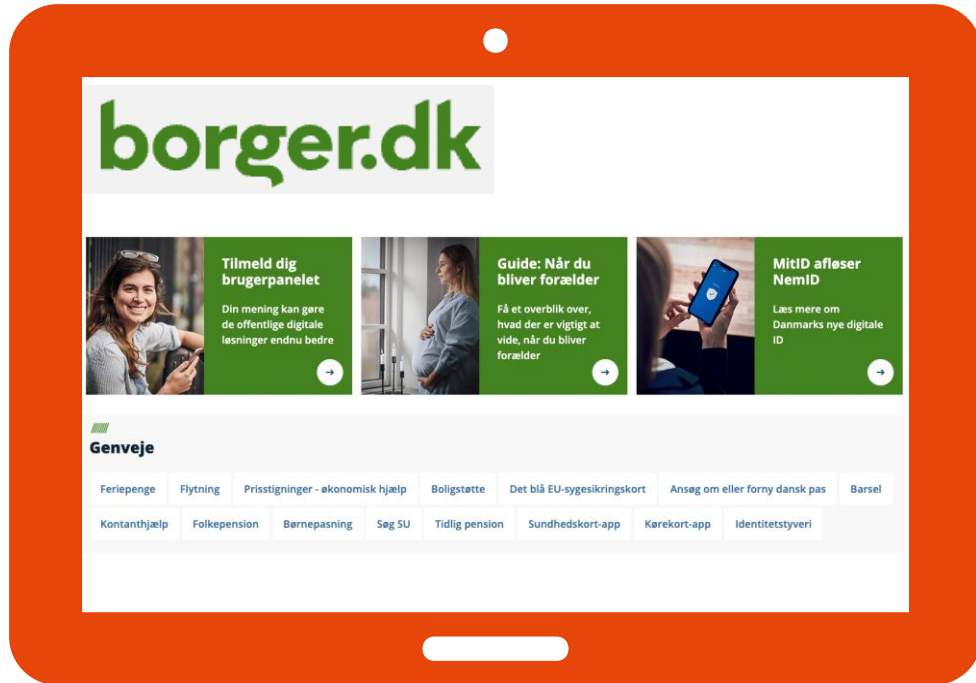 borger.dk
Tilmeld dig
brugerpanelet
Din mening kan gøre
de offentlige digitale
løsninger endnu bedre
Guide: Når du
bliver forælder
Få et overblik over,
hvad der er vigtigt at
vide, når du bliver
forælder
MitID afløser
NemID
Læs mere om
Danmarks nye digitale
ID
Genveje
Feriepenge Flytning Prisstigninger - økonomisk hjælp Boligstøtte Det blå EU-sygesikringskort Ansøg om eller forny dansk pas Barsel
Kontanthjælp Folkepension Børnepasning Søg SU Tidlig pension Sundhedskort-app Kørekort-app Identitetstyveri